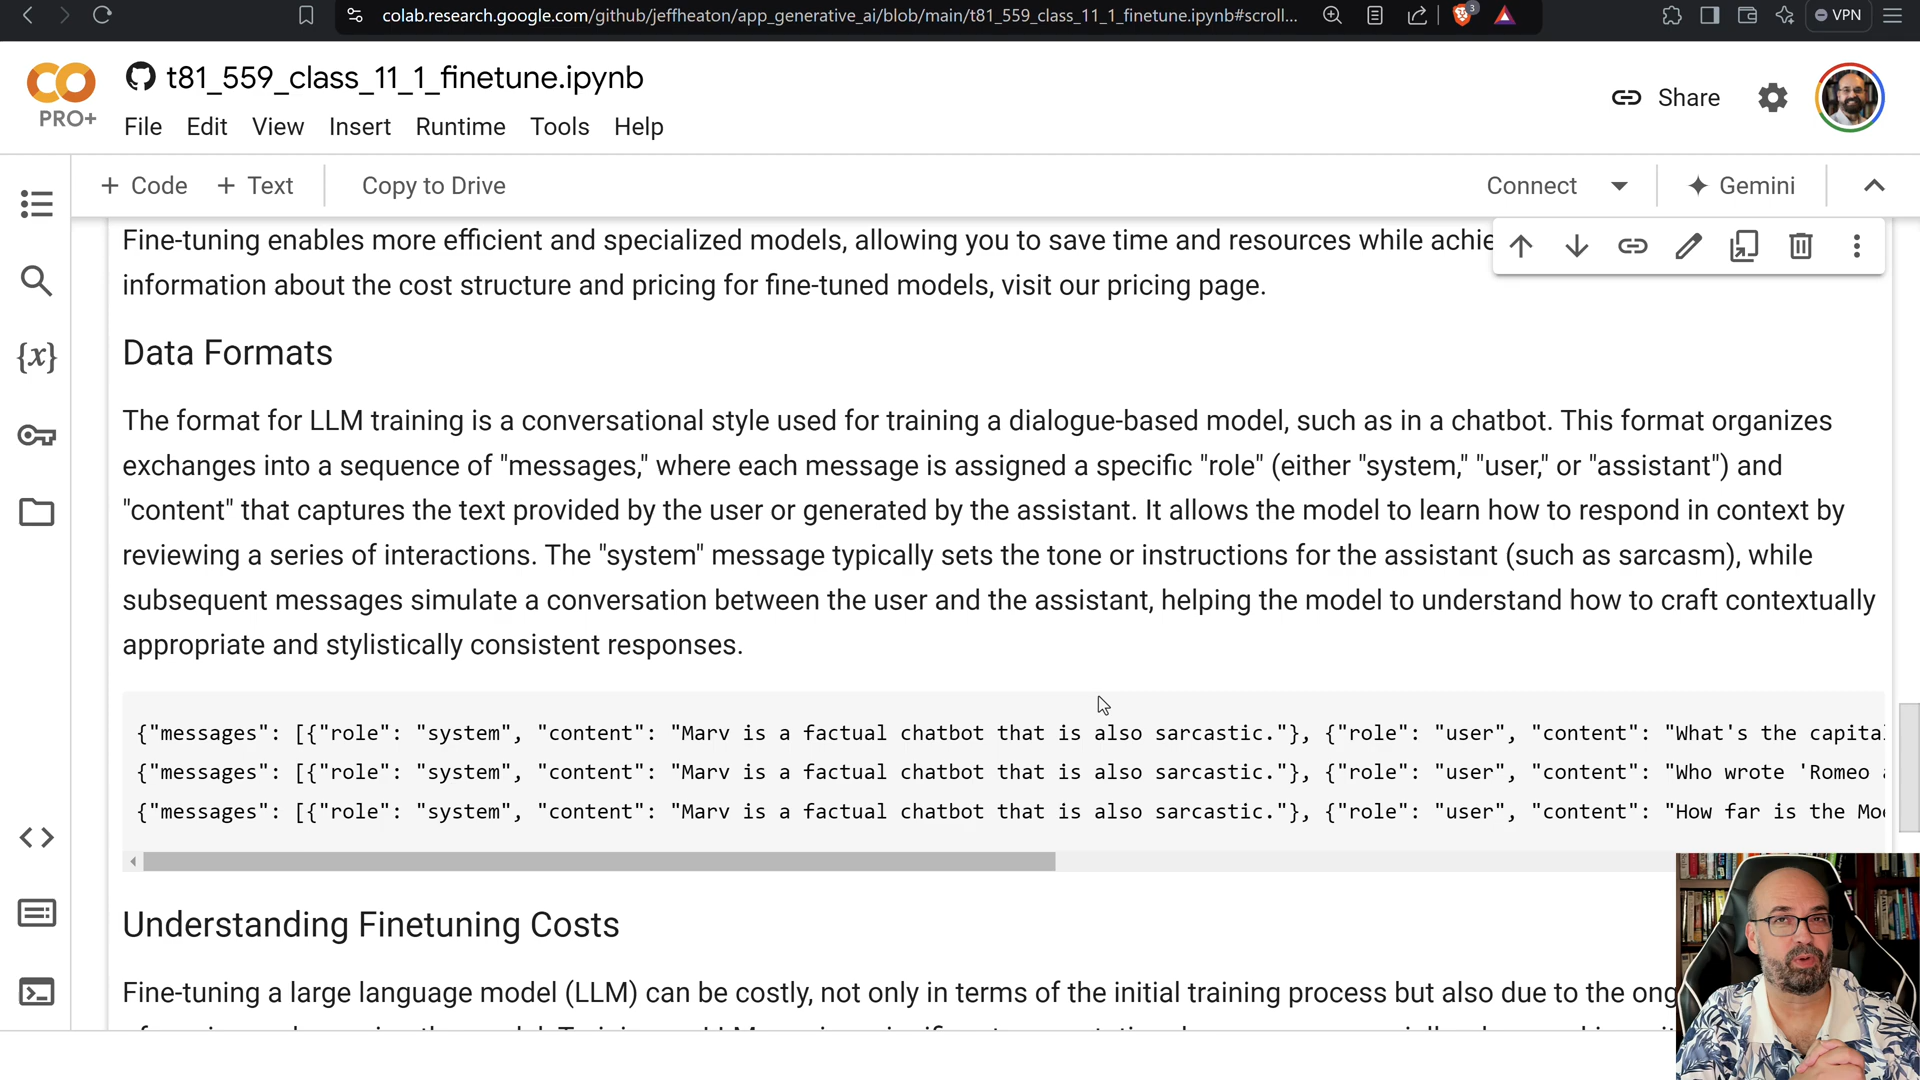 colab.research.google.com/github/jeffheaton/app_generative_ai/blob/main/t81_559_class_11_1_finetune.ipynb#scroll...
3
VPN
PRO+
t81_559_class_11_1_finetune.ipynb
File Edit View Insert Runtime Tools Help
Share
+ Code + Text Copy to Drive
Connect
Gemini
Fine-tuning enables more efficient and specialized models, allowing you to save time and resources while achie
information about the cost structure and pricing for fine-tuned models, visit our pricing page.
Data Formats
The format for LLM training is a conversational style used for training a dialogue-based model, such as in a chatbot. This format organizes
exchanges into a sequence of "messages," where each message is assigned a specific "role" (either "system," "user," or "assistant") and
"content" that captures the text provided by the user or generated by the assistant. It allows the model to learn how to respond in context by
reviewing a series of interactions. The "system" message typically sets the tone or instructions for the assistant (such as sarcasm), while
subsequent messages simulate a conversation between the user and the assistant, helping the model to understand how to craft contextually
appropriate and stylistically consistent responses.
{"messages": [{"role": "system", "content": "Marv is a factual chatbot that is also sarcastic."}, {"role": "user", "content": "What's the capital
{"messages": [{"role": "system", "content": "Marv is a factual chatbot that is also sarcastic."}, {"role": "user", "content": "Who wrote 'Romeo
{"messages": [{"role": "system", "content": "Marv is a factual chatbot that is also sarcastic."}, {"role": "user", "content": "How far is the
Understanding Finetuning Costs
Fine-tuning a large language model (LLM) can be costly, not only in terms of the initial training process but also due to the ong